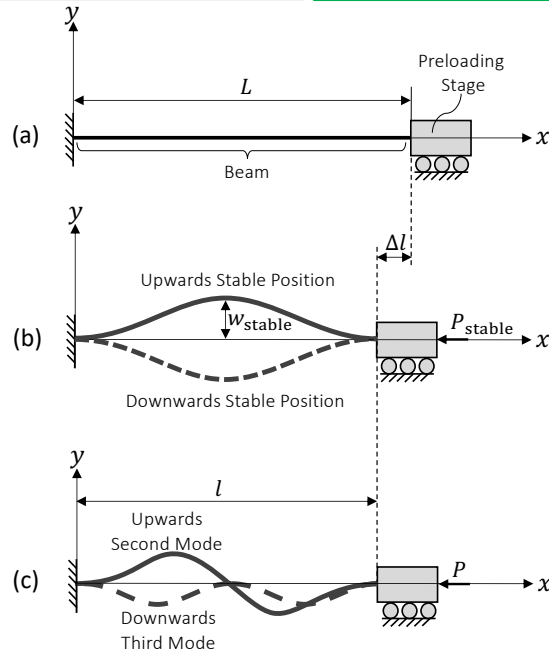 y
Preloading
Stage
L
(a)
x
Beam
y
Δl
Upwards Stable Position
w_stable
P_stable
(b)
x
Downwards Stable Position
y
l
Upwards
Second Mode
P
(c)
x
Downwards
Third Mode